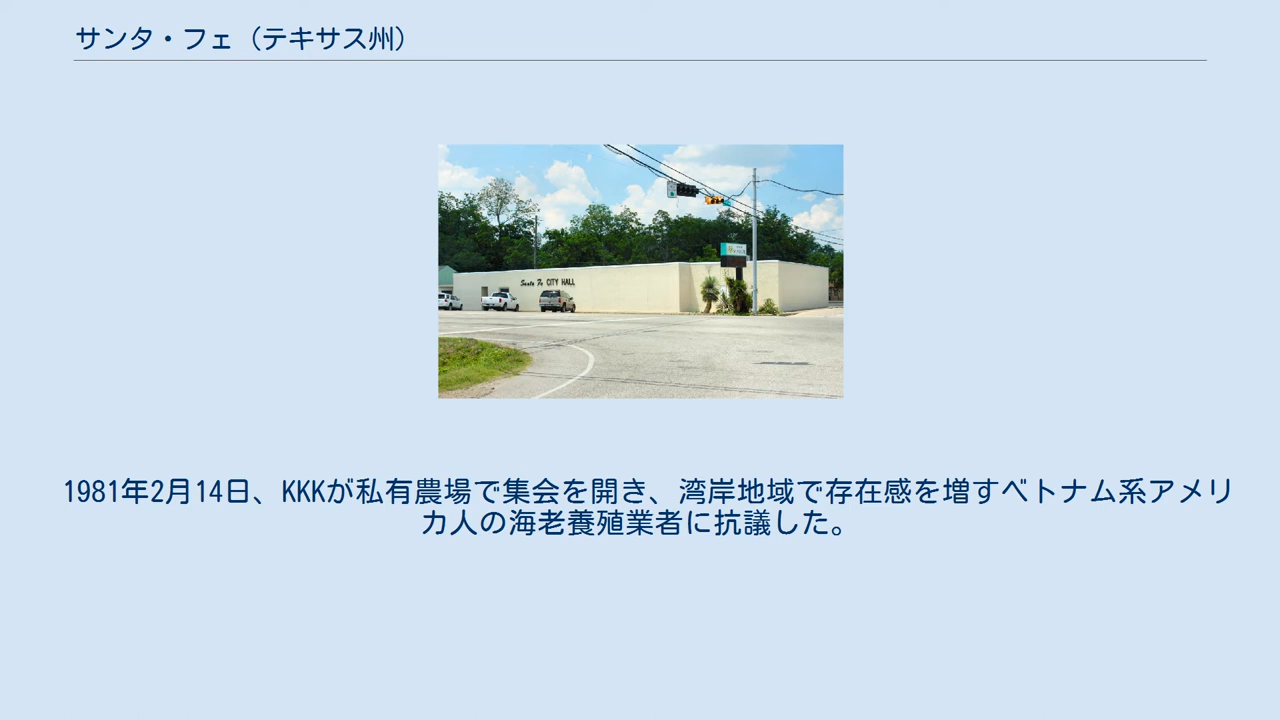 サンタ・フェ（テキサス州）
Santa Fe CITY HALL
1981年2月14日、KKKが私有農場で集会を開き、湾岸地域で存在感を増すベトナム系アメリ
カ人の海老養殖業者に抗議した。